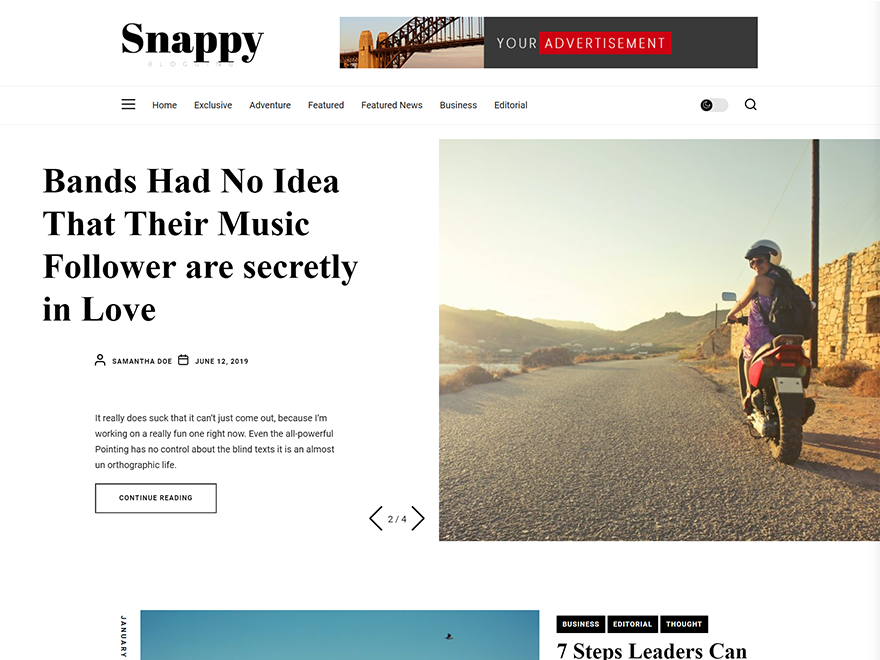 Snappy
BLOGGING
YOUR ADVERTISEMENT
Home Exclusive Adventure Featured Featured News Business Editorial
Bands Had No Idea
That Their Music
Follower are secretly
in Love
SAMANTHA DOE JUNE 12, 2019
It really does suck that it can't just come out, because I'm
working on a really fun one right now. Even the all-powerful
Pointing has no control about the blind texts it is an almost
un orthographic life.
CONTINUE READING
2 / 4
JANUARY
BUSINESS EDITORIAL THOUGHT
7 Steps Leaders Can